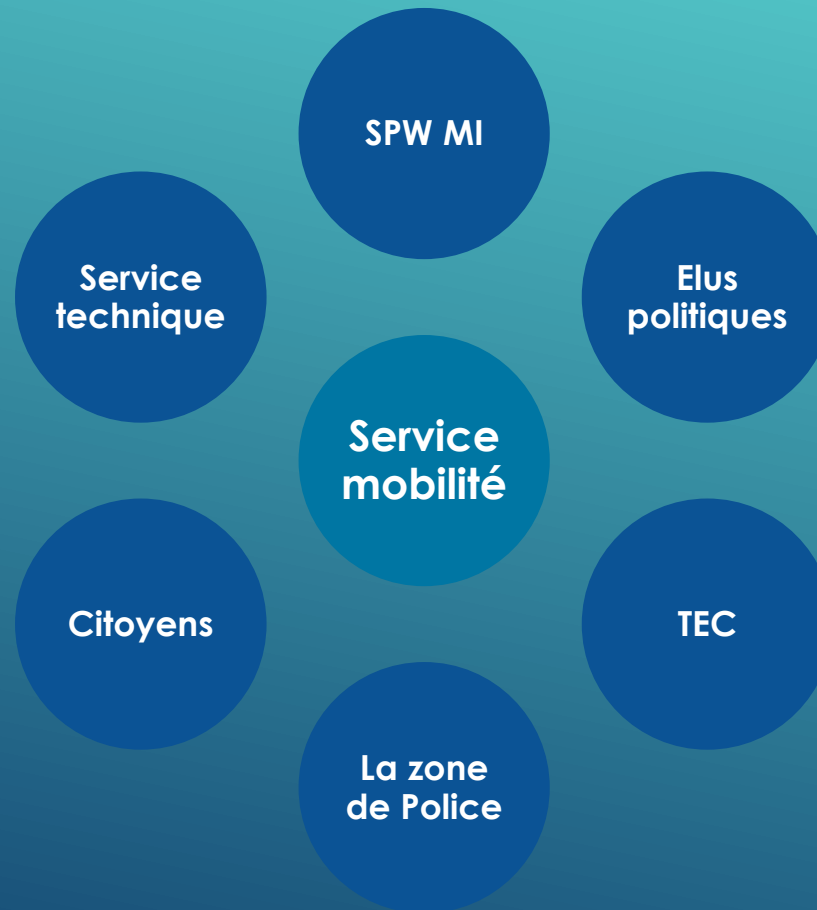 SPW MI
Service
technique
Elus
politiques
Service
mobilité
Citoyens
TEC
La zone
de Police